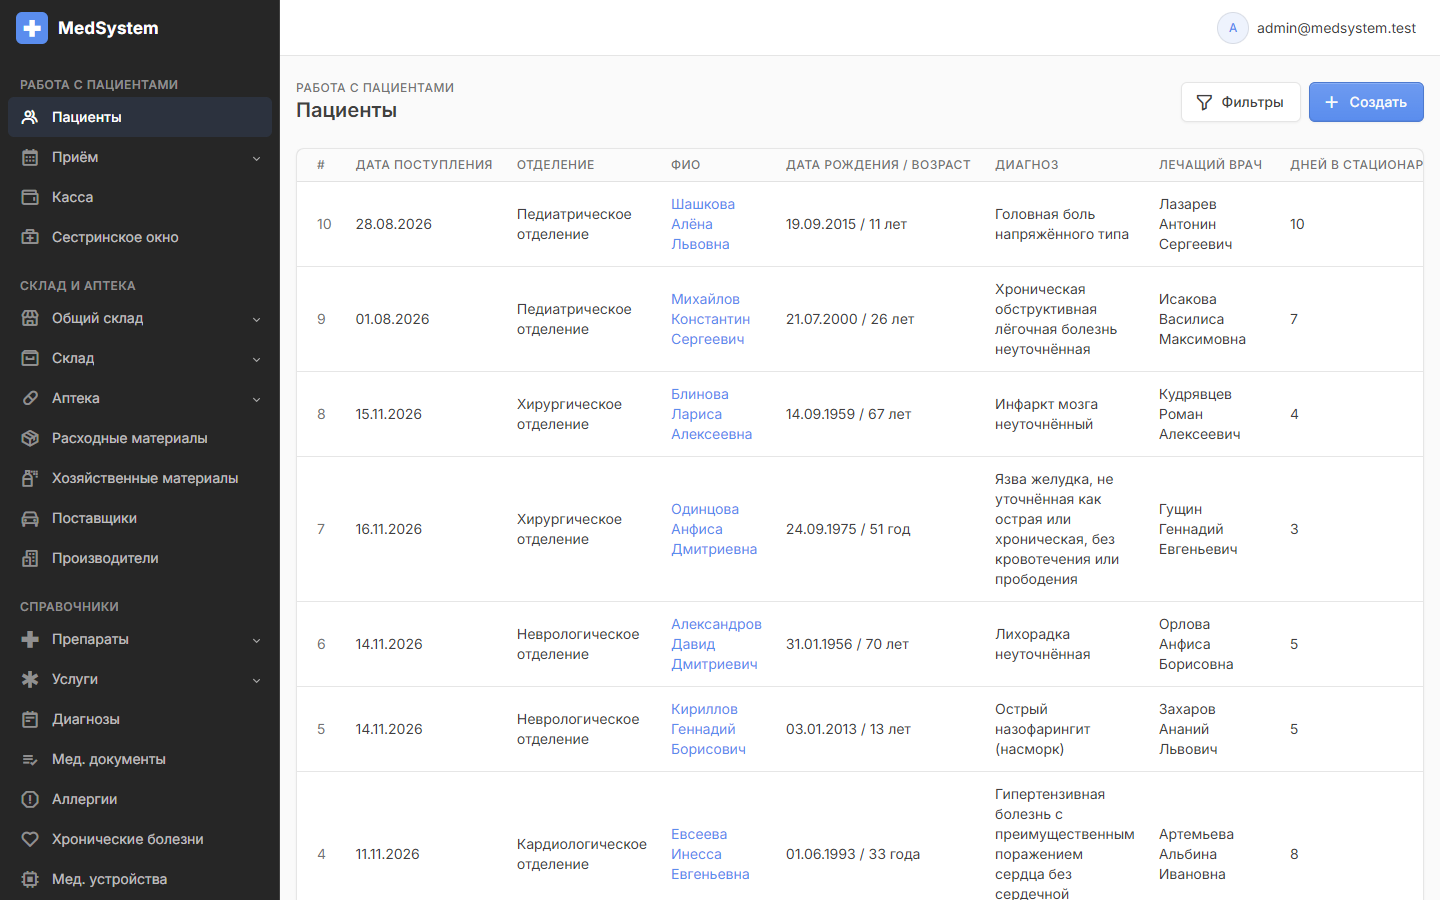 MedSystem
РАБОТА С ПАЦИЕНТАМИ
Пациенты
Приём
Касса
Сестринское окно
СКЛАД И АПТЕКА
Общий склад
Склад
Аптека
Расходные материалы
Хозяйственные материалы
Поставщики
Производители
СПРАВОЧНИКИ
Препараты
Услуги
Диагнозы
Мед. документы
Аллергии
Хронические болезни
Мед. устройства
A admin@medsystem.test
РАБОТА С ПАЦИЕНТАМИ
Пациенты
Фильтры
Создать
# ДАТА ПОСТУПЛЕНИЯ ОТДЕЛЕНИЕ ФИО ДАТА РОЖДЕНИЯ / ВОЗРАСТ ДИАГНОЗ ЛЕЧАЩИЙ ВРАЧ ДНЕЙ В СТАЦИОНАР
10
28.08.2026
Педиатрическое
отделение
Шашкова
Алёна
Львовна
19.09.2015 / 11 лет
Головная боль
напряжённого типа
Лазарев
Антонин
Сергеевич
10
9
01.08.2026
Педиатрическое
отделение
Михайлов
Константин
Сергеевич
21.07.2000 / 26 лет
Хроническая
обструктивная
лёгочная болезнь
неуточнённая
Исакова
Василиса
Максимовна
7
8
15.11.2026
Хирургическое
отделение
Блинова
Лариса
Алексеевна
14.09.1959 / 67 лет
Инфаркт мозга
неуточнённый
Кудрявцев
Роман
Алексеевич
4
7
16.11.2026
Хирургическое
отделение
Одинцова
Анфиса
Дмитриевна
24.09.1975 / 51 год
Язва желудка, не
уточнённая как
острая или
хроническая, без
кровотечения или
прободения
Гущин
Геннадий
Евгеньевич
3
6
14.11.2026
Неврологическое
отделение
Александров
Давид
Дмитриевич
31.01.1956 / 70 лет
Лихорадка
неуточнённая
Орлова
Анфиса
Борисовна
5
5
14.11.2026
Неврологическое
отделение
Кириллов
Геннадий
Борисович
03.01.2013 / 13 лет
Острый
назофарингит
(насморк)
Захаров
Ананий
Львович
5
4
11.11.2026
Кардиологическое
отделение
Евсеева
Инесса
Евгеньевна
01.06.1993 / 33 года
Гипертензивная
болезнь с
преимущественным
поражением
сердца без
сердечной
Артемьева
Альбина
Ивановна
8